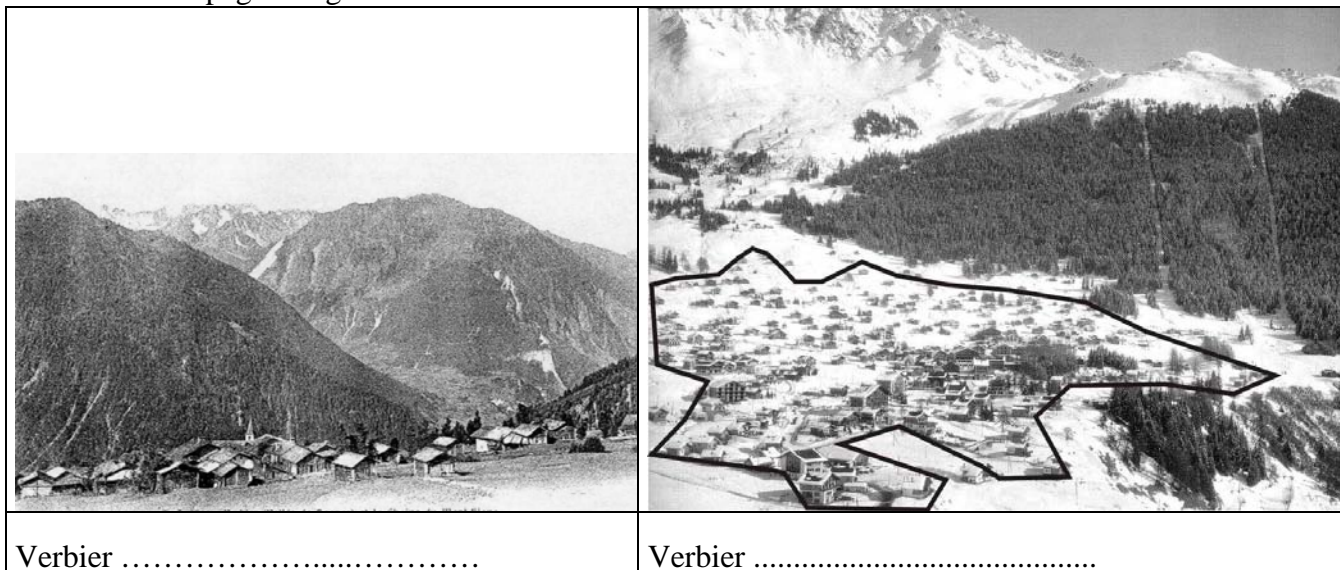 Verbier …………………....…………
Verbier ...........................................